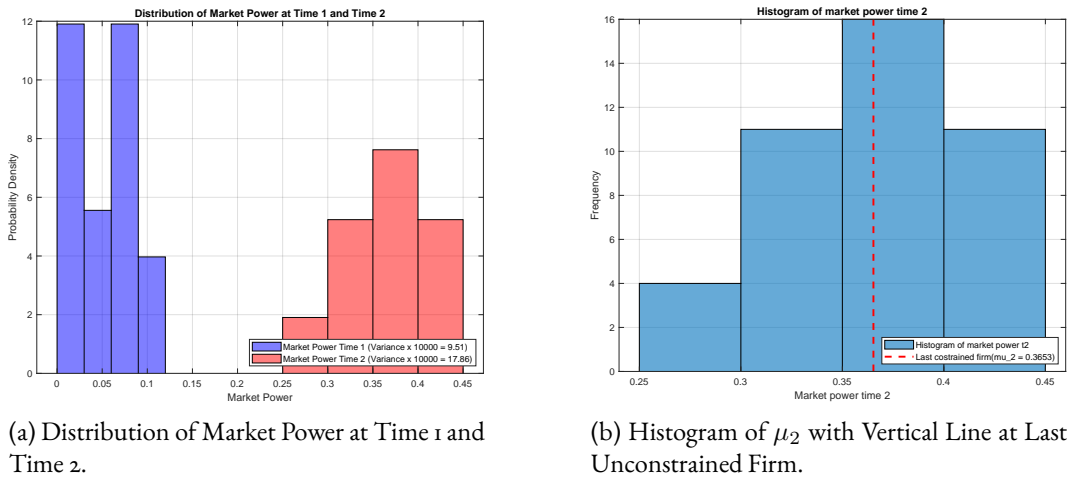 Distribution of Market Power at Time 1 and Time 2
12
10
8
6
4
2
0
Probability Density
0 0.05 0.1 0.15 0.2 0.25 0.3 0.35 0.4 0.45
Market Power
Market Power Time 1 (Variance x 10000 = 9.51)
Market Power Time 2 (Variance x 10000 = 17.86)
(a) Distribution of Market Power at Time 1 and
Time 2.
Histogram of market power time 2
16
14
12
10
8
6
4
2
0
Frequency
0.25 0.3 0.35 0.4 0.45
Market power time 2
Histogram of market power t2
Last costrained firm(mu_2 = 0.3653)
(b) Histogram of μ₂ with Vertical Line at Last
Unconstrained Firm.